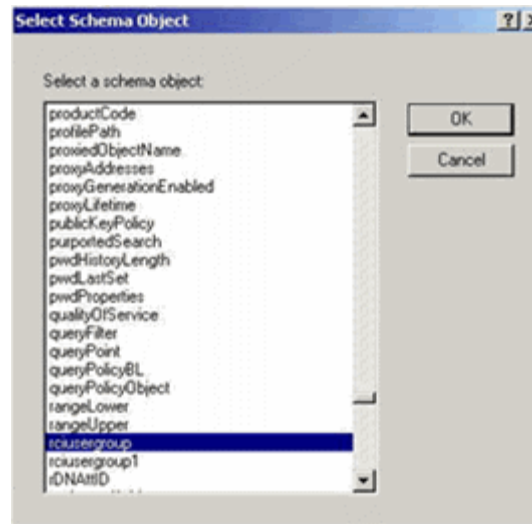 Select Schema Object
Select a schema object:
productCode
profilePath
proxiedObjectName
proxyAddresses
proxyGenerationEnabled
proxyLifetime
publicKeyPolicy
purportedSearch
pwdHistoryLength
pwdLastSet
pwdProperties
qualityOfService
queryFilter
queryPoint
queryPolicyBL
queryPolicyObject
rangeLower
rangeUpper
rciusergroup
rciusergroup1
rDNAttID
OK
Cancel